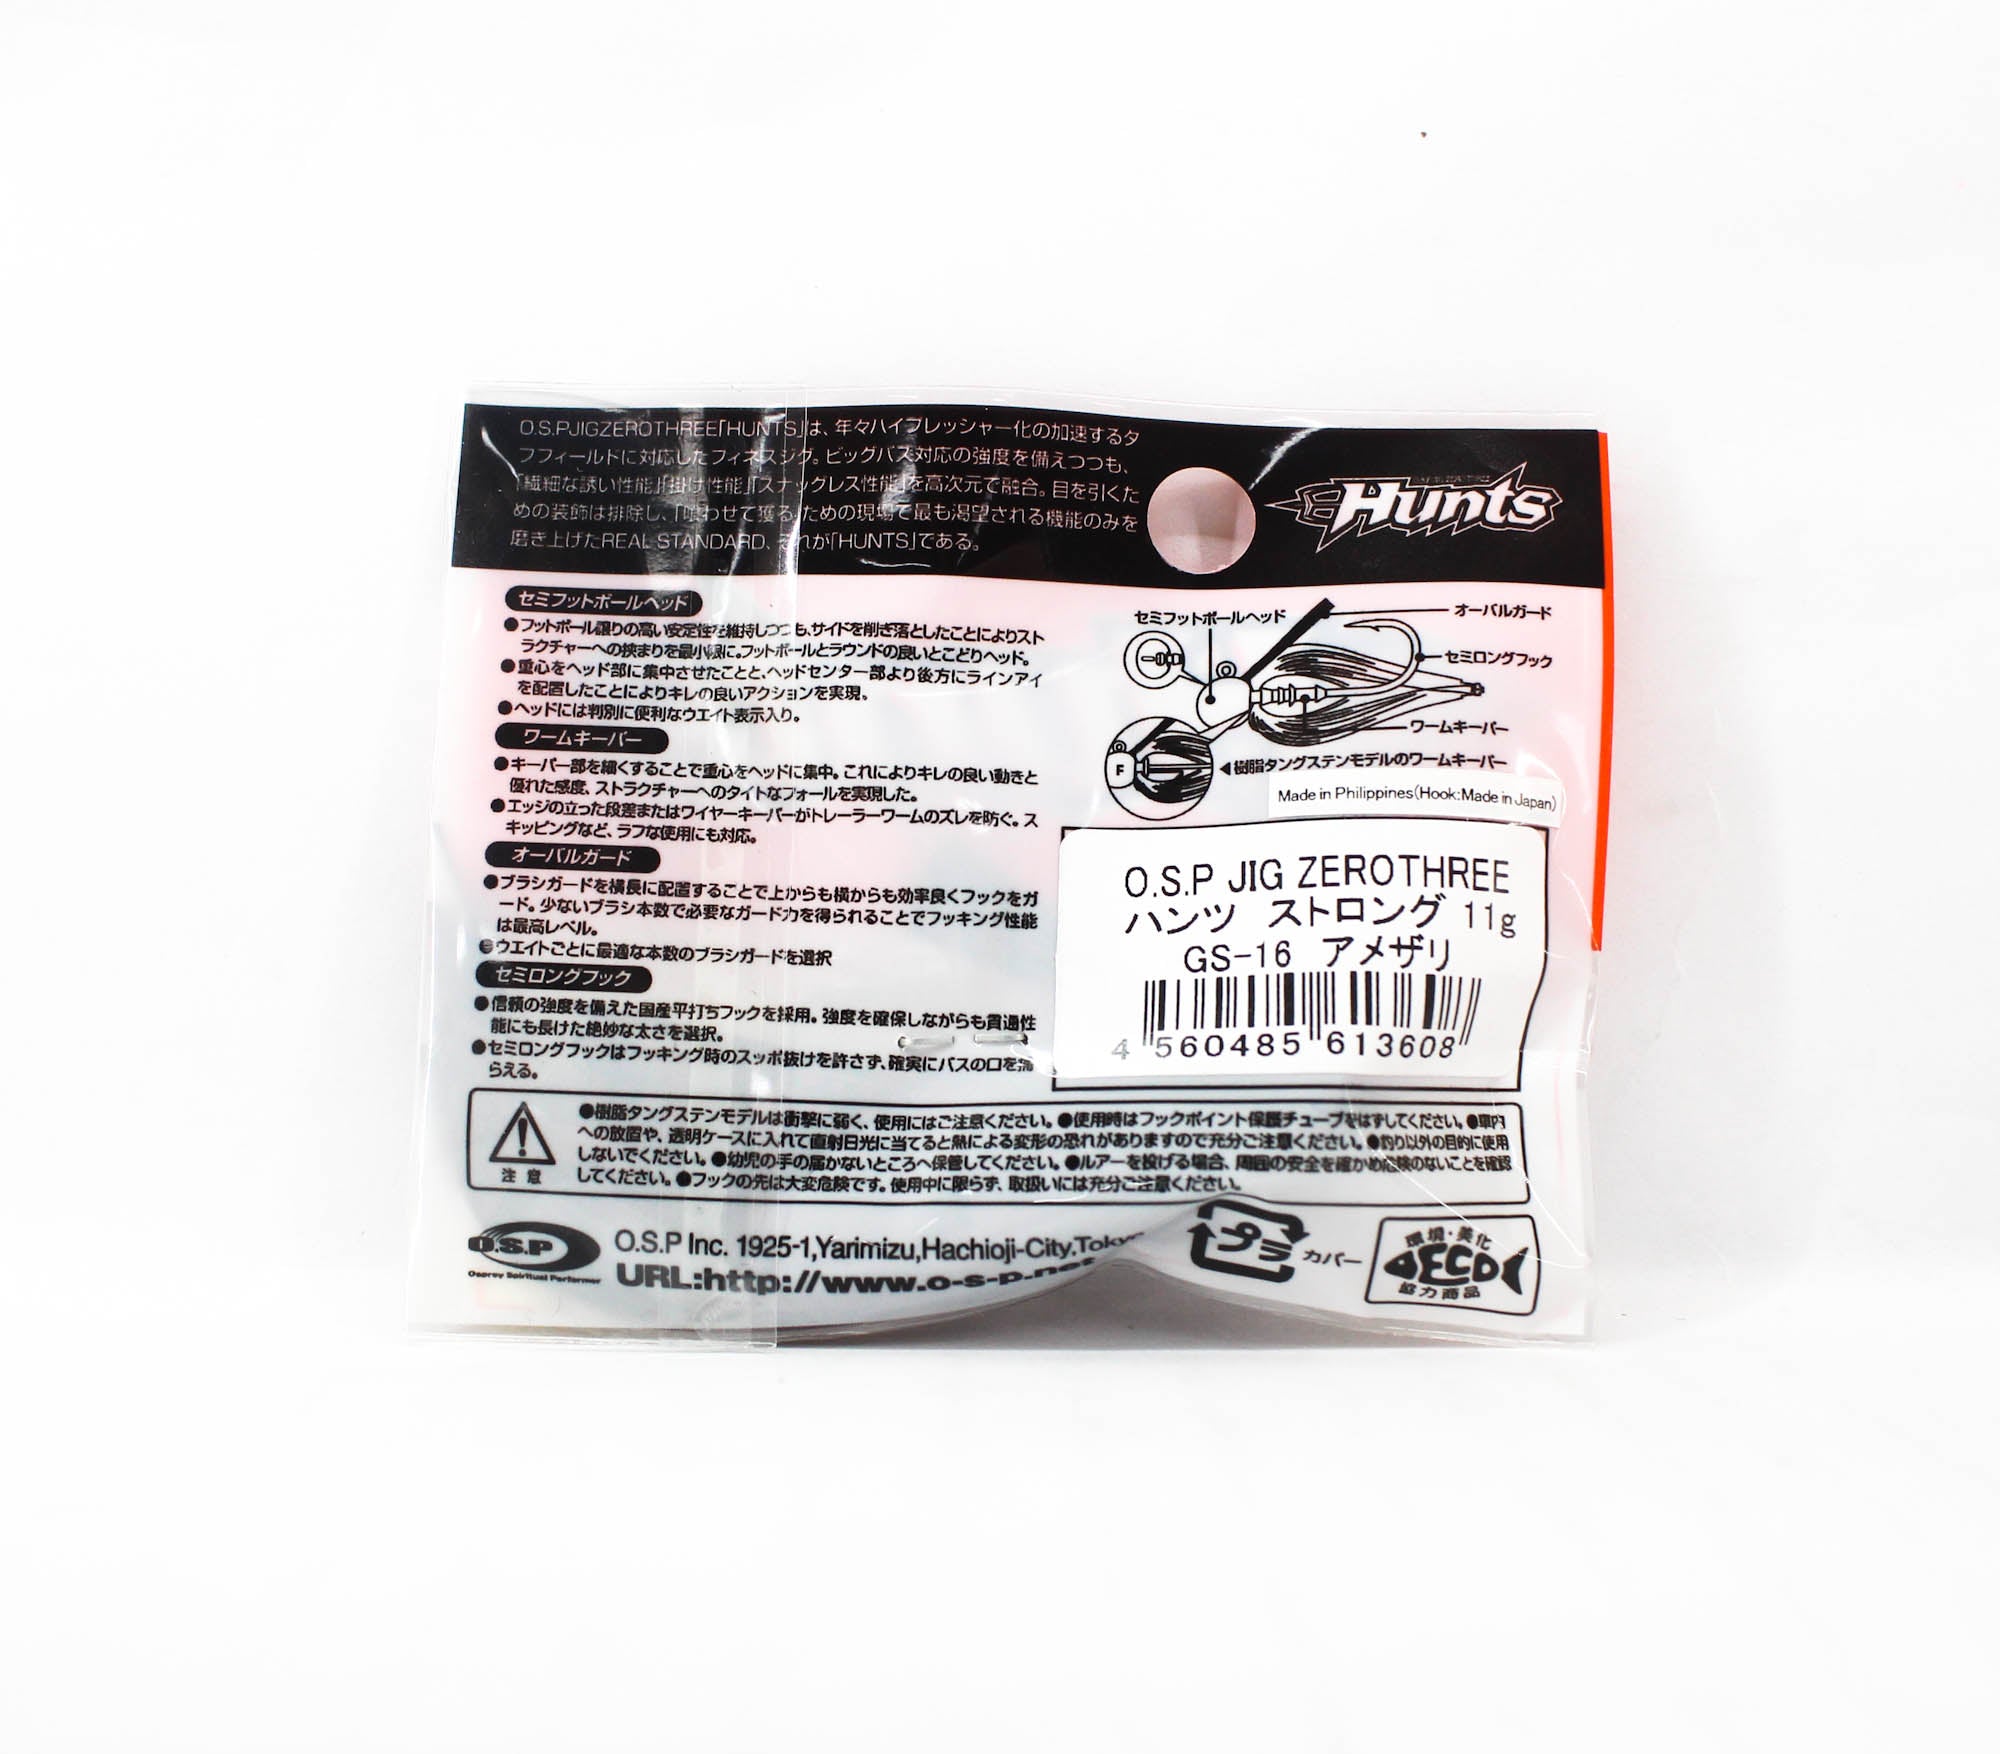 O.S.PJIGZEROTHREE「HUNTS」は、年々ハイプレッシャー化の加速するタ
フフィールドに対応したフィネスジグ。ビッグバス対応の強度を備えつつも、
「繊細な誘い性能」「掛け性能」「スナッグレス性能」を高次元で融合。目を引くた
めの装飾は排除し、「喰わせて獲る」ための現場で最も渇望される機能のみを
磨き上げたREAL STANDARD、それが「HUNTS」である。
Hunts
セミフットボールヘッド
●フットボール譲りの高い安定性を維持しつつも、サイドを削ぎ落としたことによりスト
ラクチャーへの挟まりを最小限に。フットボールとラウンドの良いとこどりヘッド。
●重心をヘッド部に集中させたことと、ヘッドセンター部より後方にラインアイ
を配置したことによりキレの良いアクションを実現。
●ヘッドには判別に便利なウエイト表示入り。
ワームキーパー
●キーパー部を細くすることで重心をヘッドに集中。これによりキレの良い動きと
優れた感度、ストラクチャーへのタイトなフォールを実現した。
●エッジの立った段差またはワイヤーキーパーがトレーラーワームのズレを防ぐ。ス
キッピングなど、ラフな使用にも対応。
オーバルガード
●ブラシガードを横長に配置することで上からも横からも効率良くフックをガ
ード。少ないブラシ本数で必要なガード力を得られることでフッキング性能
は最高レベル。
●ウエイトごとに最適な本数のブラシガードを選択
セミロングフック
●信頼の強度を備えた国産平打ちフックを採用。強度を確保しながらも貫通性
能にも長けた絶妙な太さを選択。
●セミロングフックはフッキング時のスッポ抜けを許さず、確実にバスの口を捕
らえる。
セミフットボールヘッド
オーバルガード
セミロングフック
ワームキーパー
F
◀樹脂タングステンモデルのワームキーパー
Made in Philippines(Hook:Made in Japan)
O.S.P JIG ZEROTHREE
ハンツ ストロング 11g
GS-16 アメザリ
4 560485 613608
注意
●樹脂タングステンモデルは衝撃に弱く、使用にはご注意ください。●使用時はフックポイント保護チューブをはずしてください。●車内
への放置や、透明ケースに入れて直射日光に当てると熱による変形の恐れがありますので充分ご注意ください。●釣り以外の目的に使用
しないでください。●幼児の手の届かないところへ保管してください。●ルアーを投げる場合、周囲の安全を確かめ危険のないことを確認
してください。●フックの先は大変危険です。使用中に限らず、取扱いには充分ご注意ください。
O.S.P
Osprey Spiritual Performer
O.S.P Inc. 1925-1,Yarimizu,Hachioji-City,Tokyo
URL:http://www.o-s-p.net
プラ
カバー
環境・美化
ECO
協力商品